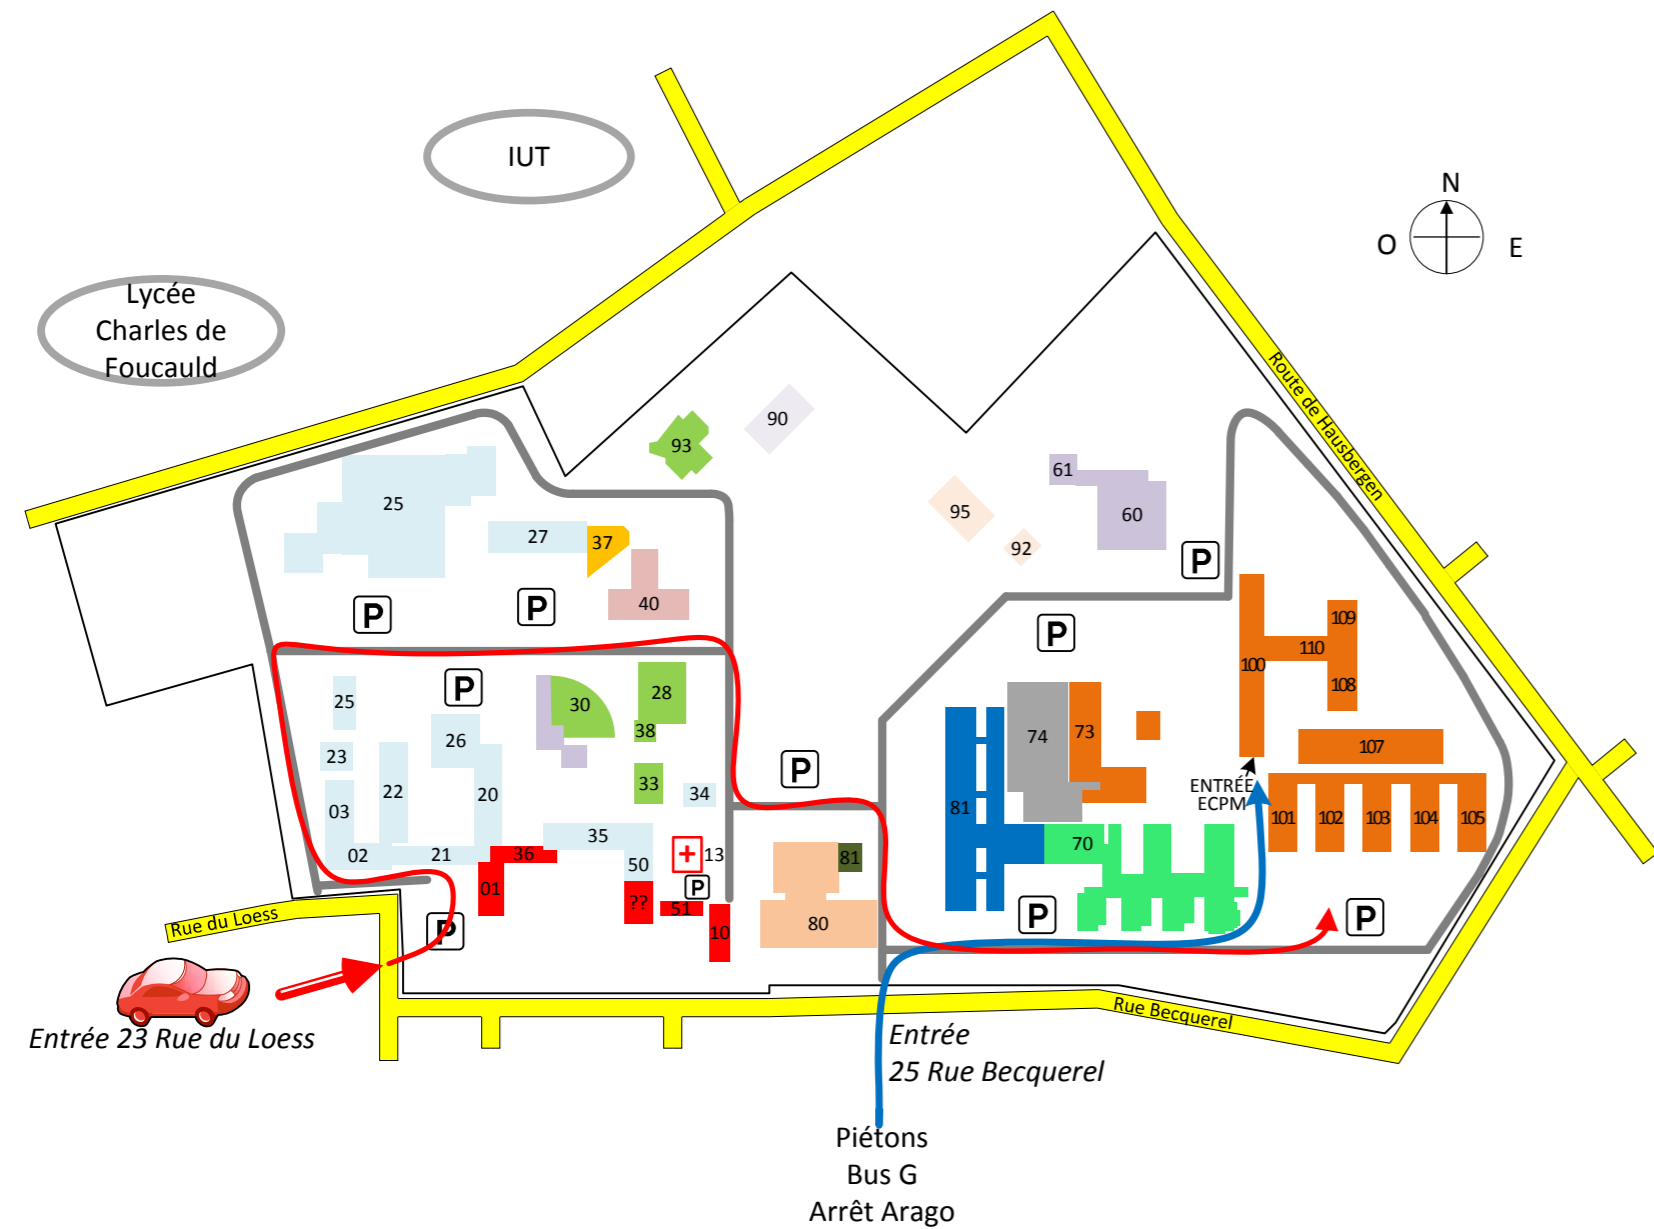 IUT
N
O
E
Lycée
Charles de
Foucauld
Route de Hausbergen
90
93
25
27
37
61
60
95
92
P
P
P
40
P
109
110
100
108
25
P
30
28
38
26
74
73
107
23
22
20
33
34
P
ENTRÉE
ECPM
03
81
101
102
103
104
105
35
36
02
21
50
+
13
81
70
01
??
51
P
10
80
P
P
P
Rue du Loess
Rue Becquerel
Entrée 23 Rue du Loess
Entrée
25 Rue Becquerel
Piétons
Bus G
Arrêt Arago